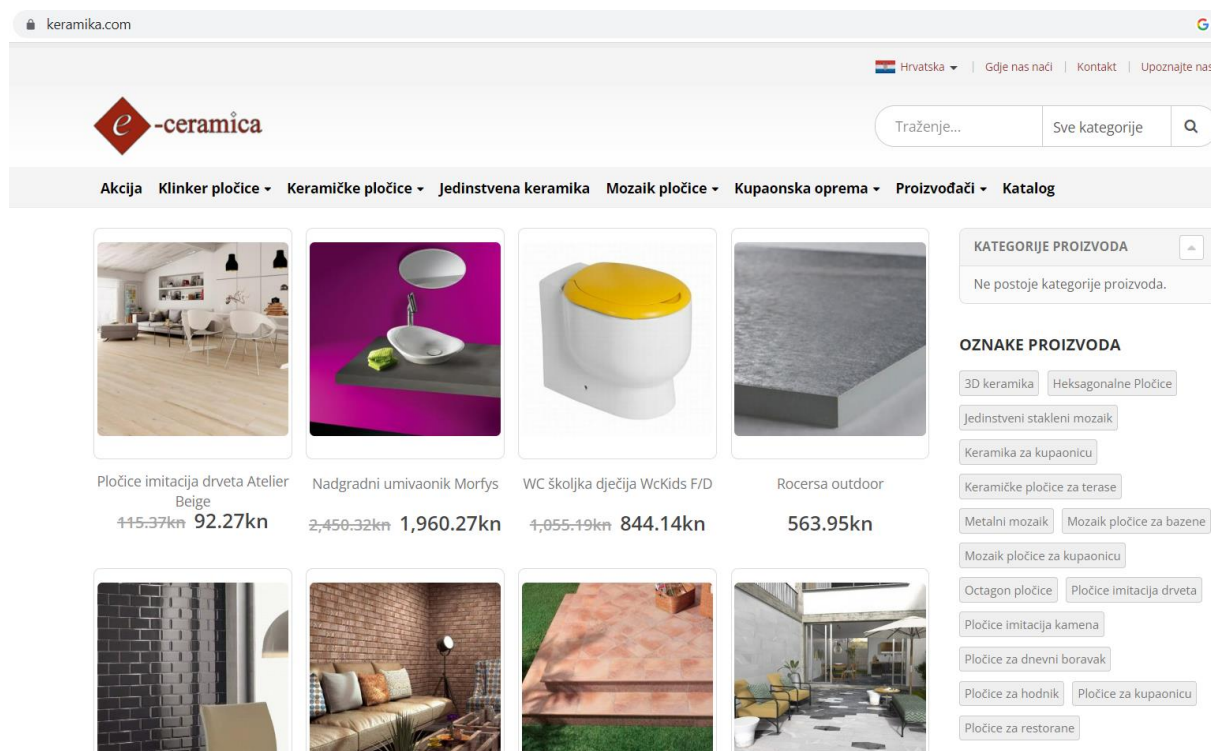 keramika.com
Hrvatska | Gdje nas naći | Kontakt | Upoznajte nas
e-ceramica
Traženje... Sve kategorije
Akcija Klinker pločice Keramičke pločice Jedinstvena keramika Mozaik pločice Kupaonska oprema Proizvođači Katalog
Pločice imitacija drveta Atelier
Beige
115.37kn 92.27kn
Nadgradni umivaonik Morfys
2,450.32kn 1,960.27kn
WC školjka dječija WcKids F/D
1,055.19kn 844.14kn
Rocersa outdoor
563.95kn
KATEGORIJE PROIZVODA
Ne postoje kategorije proizvoda.
OZNAKE PROIZVODA
3D keramika Heksagonalne Pločice
Jedinstveni stakleni mozaik
Keramika za kupaonicu
Keramičke pločice za terase
Metalni mozaik Mozaik pločice za bazene
Mozaik pločice za kupaonicu
Octagon pločice Pločice imitacija drveta
Pločice imitacija kamena
Pločice za dnevni boravak
Pločice za hodnik Pločice za kupaonicu
Pločice za restorane